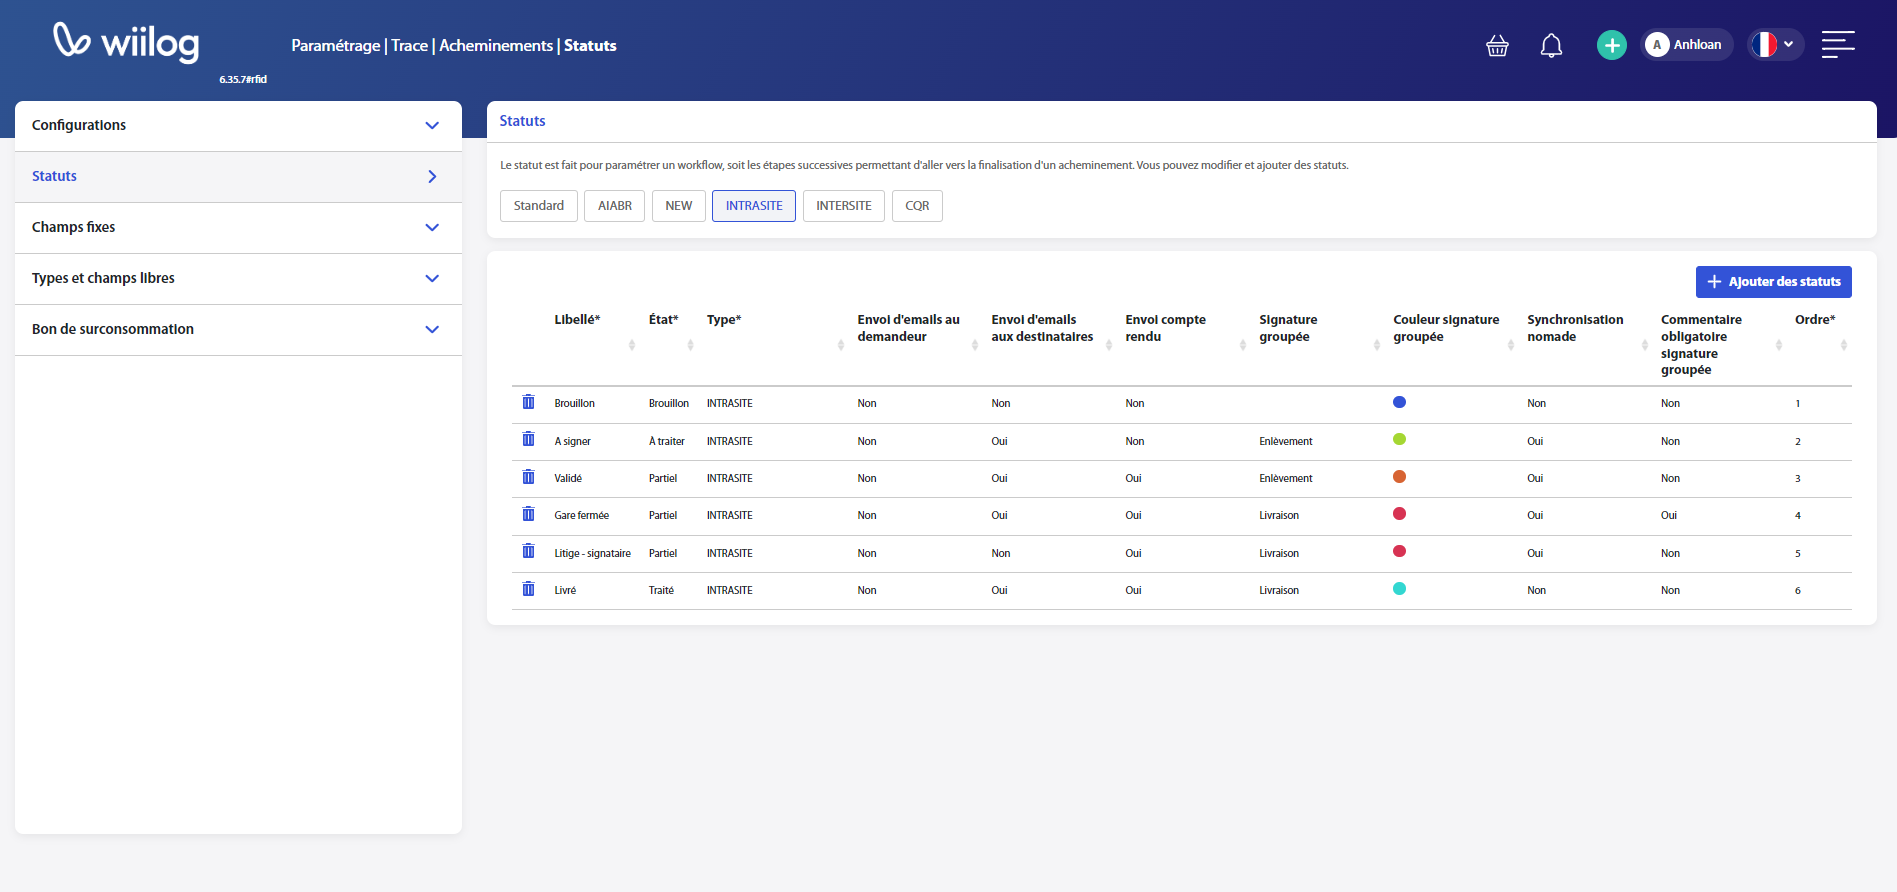 wiilog
6.35.7#rfid
Paramétrage | Trace | Acheminements | Statuts
A Anhloan
Configurations
Statuts
Champs fixes
Types et champs libres
Bon de surconsommation
Statuts
Le statut est fait pour paramétrer un workflow, soit les étapes successives permettant d'aller vers la finalisation d'un acheminement. Vous pouvez modifier et ajouter des statuts.
Standard AIABR NEW INTRASITE INTERSITE CQR
+ Ajouter des statuts
Libellé* État* Type* Envoi d'emails au demandeur Envoi d'emails aux destinataires Envoi compte rendu Signature groupée Couleur signature groupée Synchronisation nomade Commentaire obligatoire signature groupée Ordre*
Brouillon Brouillon INTRASITE Non Non Non Non Non 1
A signer À traiter INTRASITE Non Oui Non Enlèvement Oui Non 2
Validé Partiel INTRASITE Non Oui Oui Enlèvement Oui Non 3
Gare fermée Partiel INTRASITE Non Oui Oui Livraison Oui Oui 4
Litige - signataire Partiel INTRASITE Non Non Oui Livraison Oui Non 5
Livré Traité INTRASITE Non Oui Oui Livraison Non Non 6